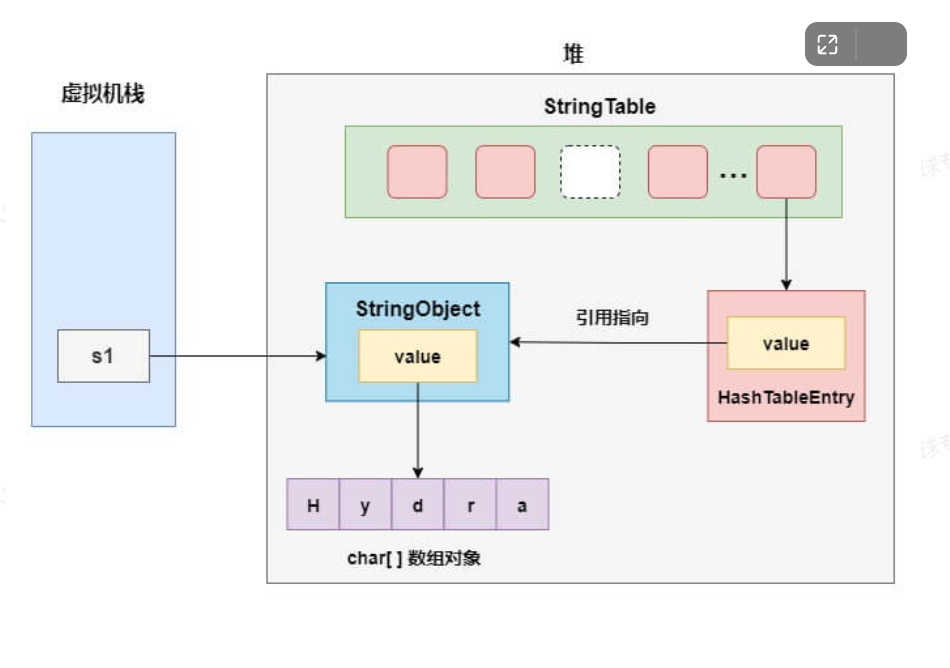 堆
虚拟机栈
StringTable
...
StringObject
引用指向
s1
value
value
HashTableEntry
H y d r a
char[ ] 数组对象